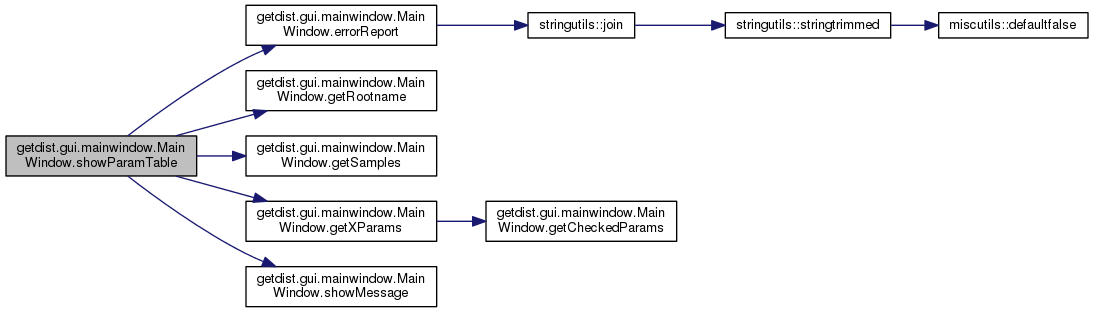 getdist.gui.mainwindow.Main
Window.showParamTable
getdist.gui.mainwindow.Main
Window.errorReport
stringutils::join
stringutils::stringtrimmed
miscutils::defaultfalse
getdist.gui.mainwindow.Main
Window.getRootname
getdist.gui.mainwindow.Main
Window.getSamples
getdist.gui.mainwindow.Main
Window.getXParams
getdist.gui.mainwindow.Main
Window.getCheckedParams
getdist.gui.mainwindow.Main
Window.showMessage